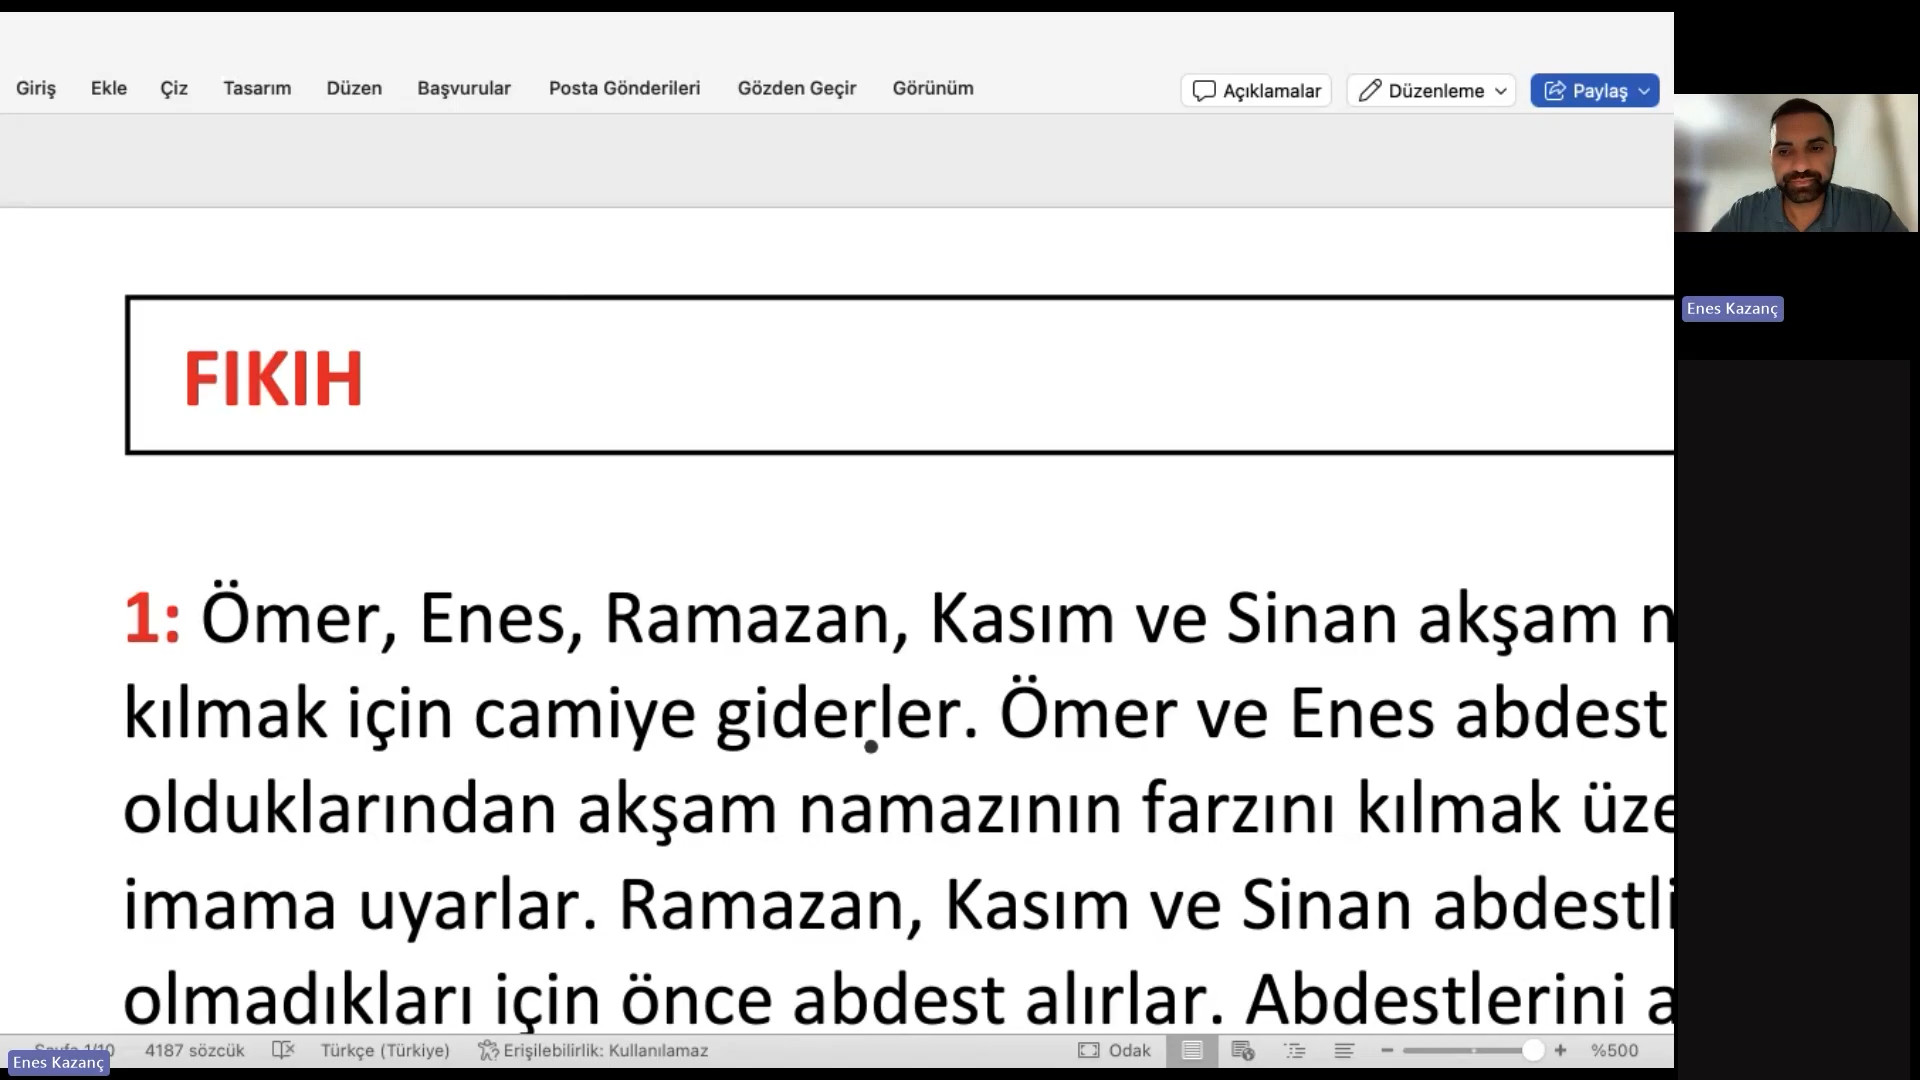 Giriş Ekle Çiz Tasarım Düzen Başvurular Posta Gönderileri Gözden Geçir Görünüm Açıklamalar Düzenleme Paylaş
Enes Kazanç
FIKIH
1: Ömer, Enes, Ramazan, Kasım ve Sinan akşam
kılmak için camiye giderler. Ömer ve Enes abdest
olduklarından akşam namazının farzını kılmak
imama uyarlar. Ramazan, Kasım ve Sinan abdestli
olmadıkları için önce abdest alırlar. Abdestlerini
4187 sözcük Türkçe (Türkiye) Erişilebilirlik: Kullanılamaz Odak %500
Enes Kazanç